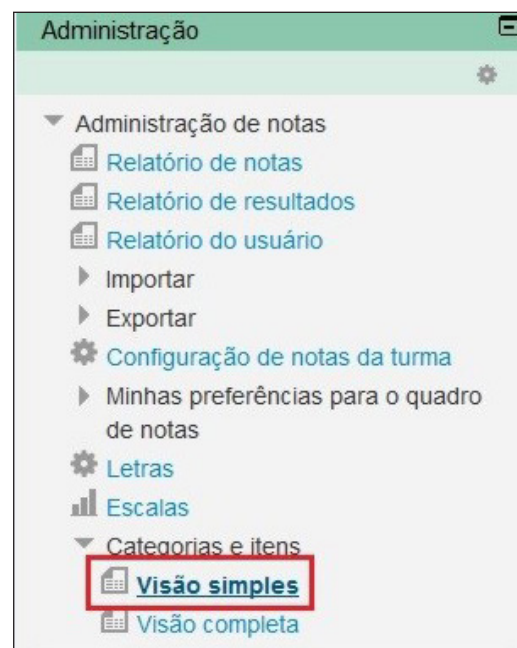 Administração
Administração de notas
Relatório de notas
Relatório de resultados
Relatório do usuário
Importar
Exportar
Configuração de notas da turma
Minhas preferências para o quadro
de notas
Letras
Escalas
Categorias e itens
Visão simples
Visão completa